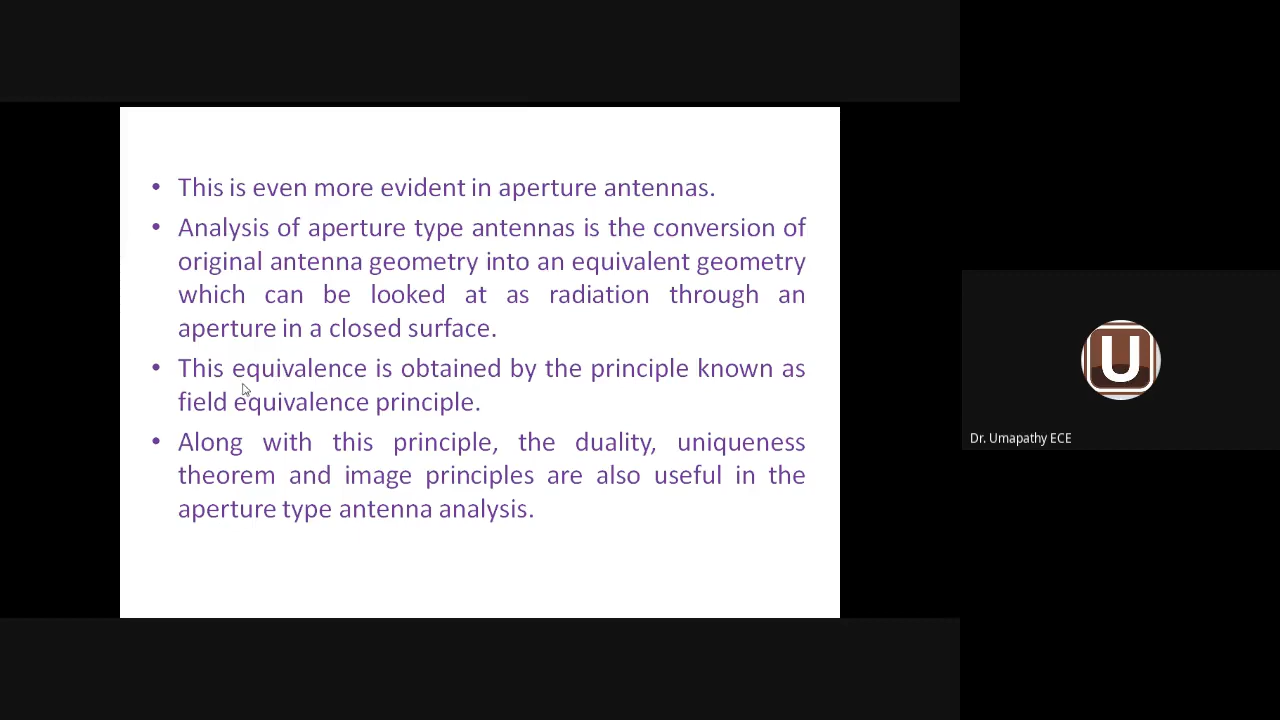 • This is even more evident in aperture antennas.
• Analysis of aperture type antennas is the conversion of
original antenna geometry into an equivalent geometry
which can be looked at as radiation through an
aperture in a closed surface.
• This equivalence is obtained by the principle known as
field equivalence principle.
• Along with this principle, the duality, uniqueness
theorem and image principles are also useful in the
aperture type antenna analysis.
U
Dr. Umapathy ECE